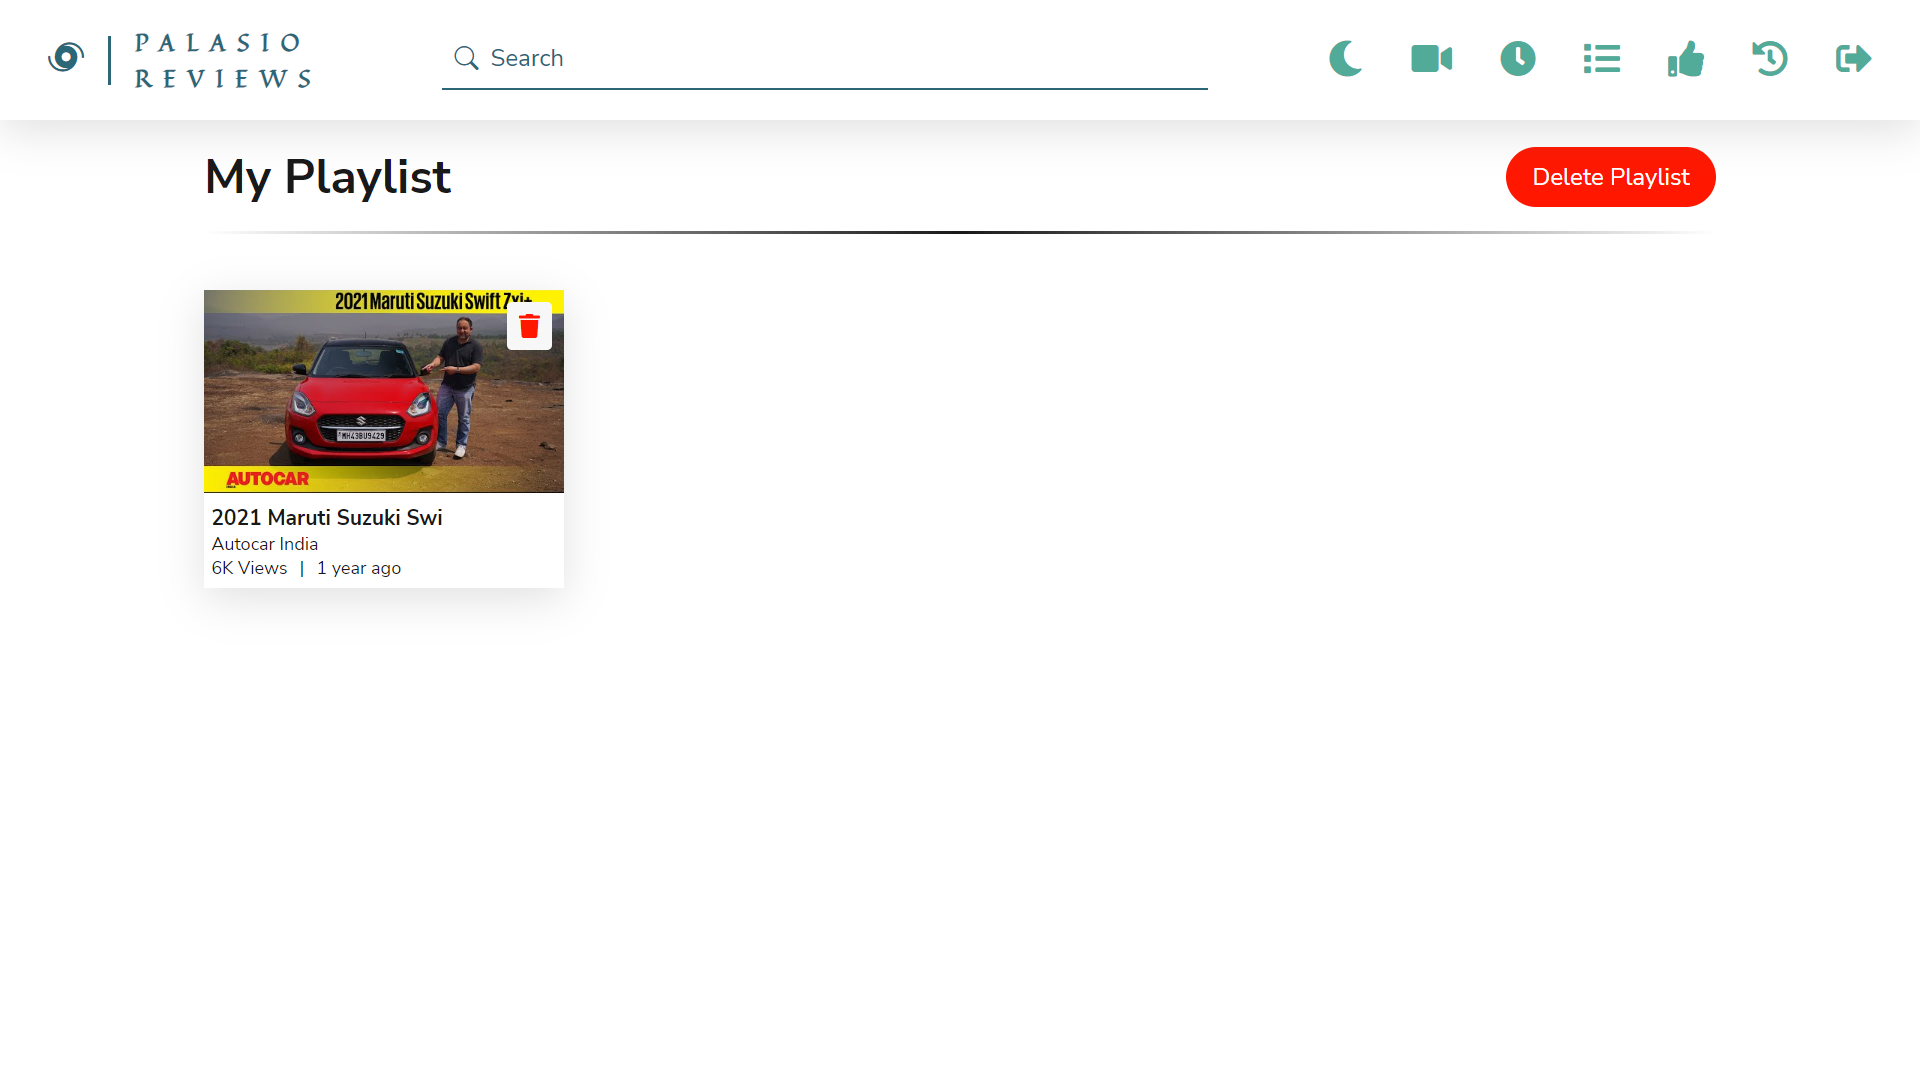 PALASIO
REVIEWS
Search
My Playlist
Delete Playlist
2021 Maruti Suzuki Swift Zxi+
MH43BU9429
AUTOCAR
INDIA
2021 Maruti Suzuki Swi
Autocar India
6K Views | 1 year ago